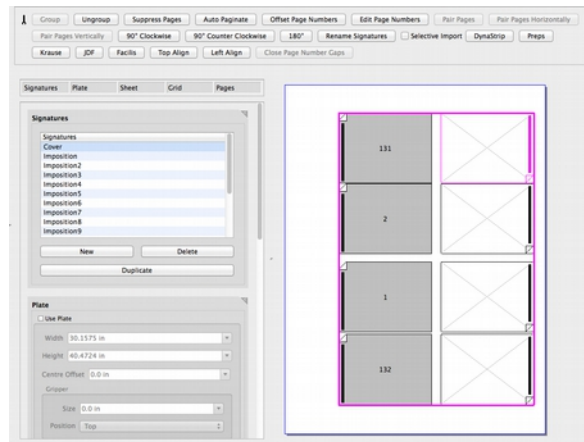 Group Ungroup Suppress Pages Auto Paginate Offset Page Numbers Edit Page Numbers Pair Pages Pair Pages Horizontally
Pair Pages Vertically 90° Clockwise 90° Counter Clockwise 180° Rename Signatures Selective Import DynaStrip Preps
Krause JDF Facilis Top Align Left Align Close Page Number Gaps
Signatures Plate Sheet Grid Pages
Signatures
Signatures
Cover
Imposition
Imposition2
Imposition3
Imposition4
Imposition5
Imposition6
Imposition7
Imposition8
Imposition9
New Delete
Duplicate
Plate
Use Plate
Width 30.1575 in
Height 40.4724 in
Centre Offset 0.0 in
Gripper
Size 0.0 in
Position Top
131
2
1
132